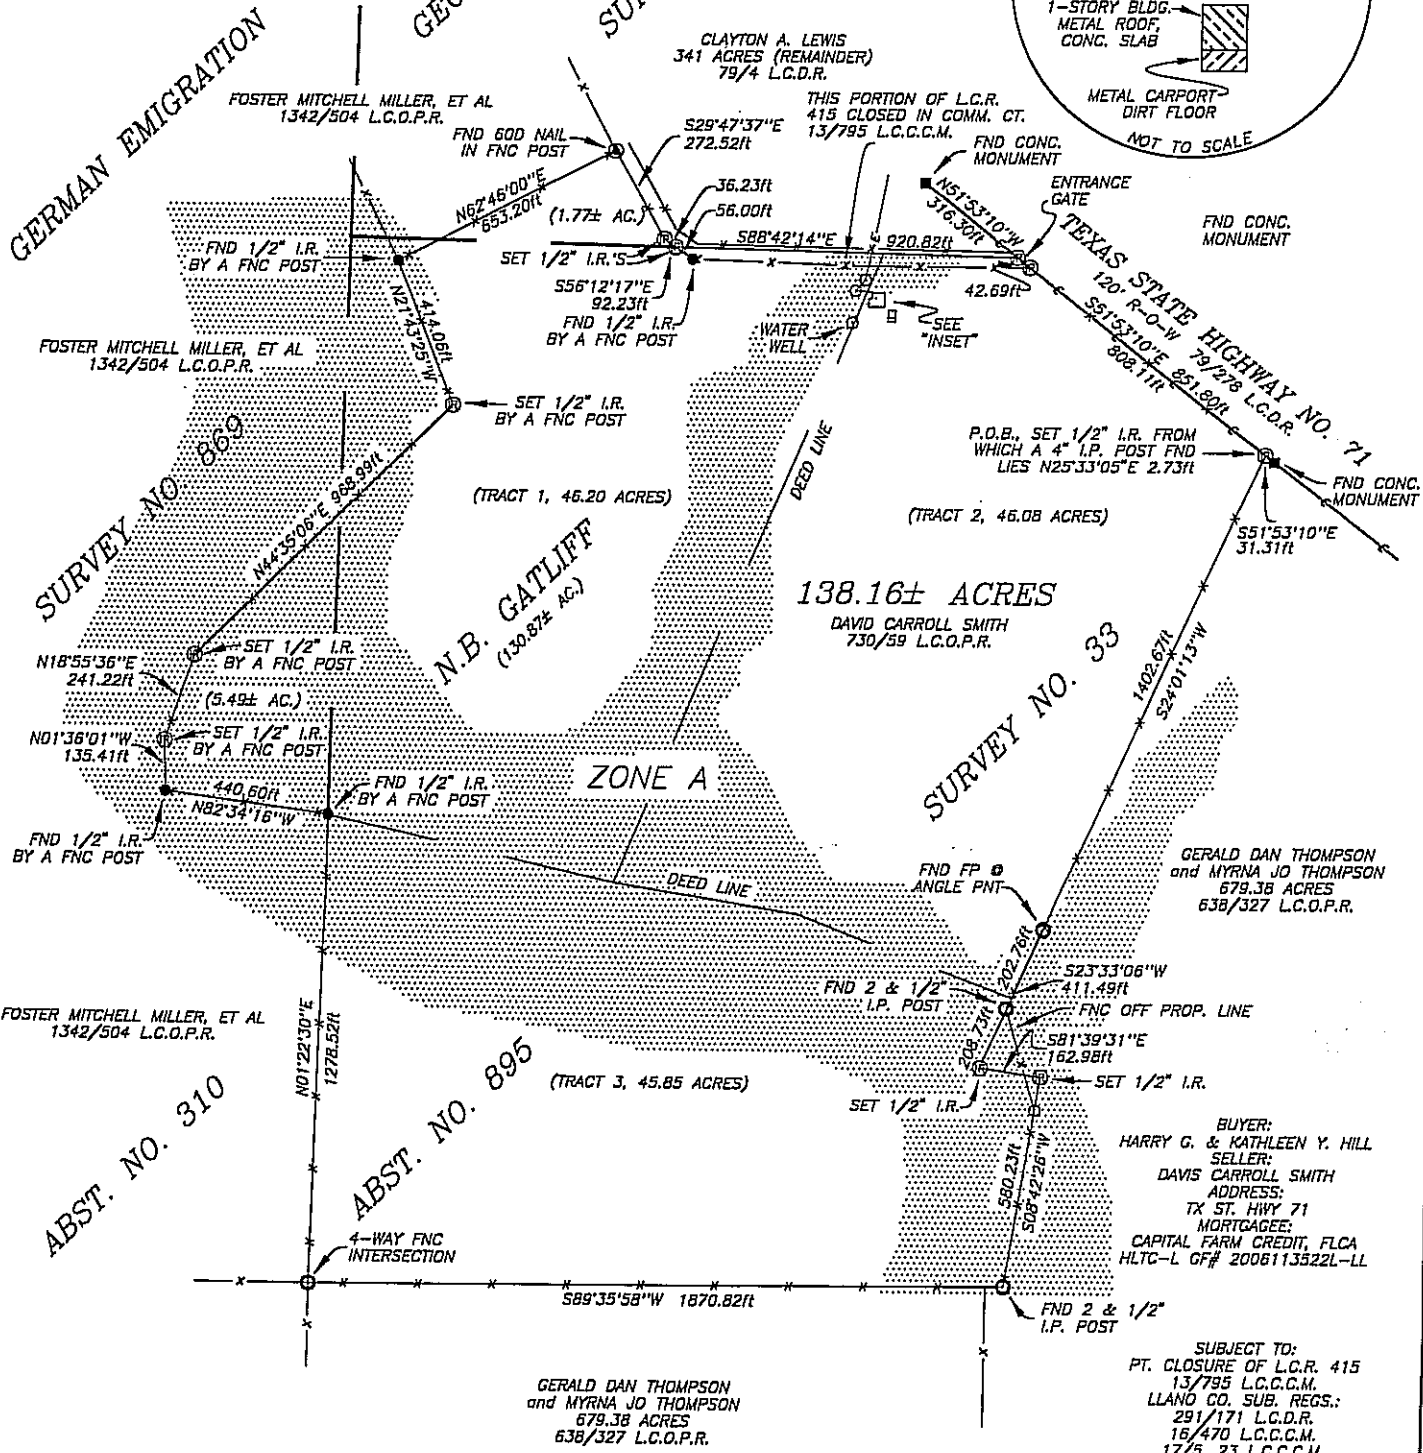 GERMAN EMIGRATION
CLAYTON A. LEWIS
341 ACRES (REMAINDER)
79/4 L.C.D.R.
1-STORY BLDG.
METAL ROOF,
CONC. SLAB
METAL CARPORT
DIRT FLOOR
NOT TO SCALE
FOSTER MITCHELL MILLER, ET AL
1342/504 L.C.O.P.R.
THIS PORTION OF L.C.R.
415 CLOSED IN COMM. CT.
13/795 L.C.C.C.M.
FND 60D NAIL
IN FNC POST
S29°47'37"E
272.52ft
FND CONC.
MONUMENT
N51°53'10"W
316.30ft
ENTRANCE
GATE
FND CONC.
MONUMENT
N62°46'00"E
653.20ft
36.23ft
(1.77± AC.)
56.00ft
S88°42'14"E
920.82ft
FND 1/2" I.R.
BY A FNC POST
SET 1/2" I.R.'S
S56°12'17"E
92.23ft
FND 1/2" I.R.
BY A FNC POST
42.69ft
TEXAS STATE HIGHWAY NO. 71
120' R-O-W 79/278 L.C.D.R.
S51°53'10"E 851.80ft
808.11ft
414.06ft
N21°43'25"W
WATER
WELL
SEE
"INSET"
FOSTER MITCHELL MILLER, ET AL
1342/504 L.C.O.P.R.
SET 1/2" I.R.
BY A FNC POST
SURVEY NO. 869
N44°35'06"E 968.99ft
DEED LINE
P.O.B., SET 1/2" I.R. FROM
WHICH A 4" I.P. POST FND
LIES N25°33'05"E 2.73ft
FND CONC.
MONUMENT
S51°53'10"E
31.31ft
(TRACT 1, 46.20 ACRES)
(TRACT 2, 46.08 ACRES)
N.B. GATLIFF
(130.87± AC.)
138.16± ACRES
DAVID CARROLL SMITH
730/59 L.C.O.P.R.
SURVEY NO. 33
1402.67ft
S24°01'13"W
N18°55'36"E
241.22ft
SET 1/2" I.R.
BY A FNC POST
(5.49± AC.)
N01°36'01"W
135.41ft
SET 1/2" I.R.
BY A FNC POST
ZONE A
440.60ft
N82°34'16"W
FND 1/2" I.R.
BY A FNC POST
FND 1/2" I.R.
BY A FNC POST
DEED LINE
FND FP @
ANGLE PNT
GERALD DAN THOMPSON
and MYRNA JO THOMPSON
679.38 ACRES
638/327 L.C.O.P.R.
202.76ft
S23°33'06"W
411.49ft
FND 2 & 1/2"
I.P. POST
FNC OFF PROP. LINE
208.73ft
S81°39'31"E
162.98ft
SET 1/2" I.R.
SET 1/2" I.R.
FOSTER MITCHELL MILLER, ET AL
1342/504 L.C.O.P.R.
N01°22'30"E
1278.52ft
ABST. NO. 310
ABST. NO. 895
(TRACT 3, 45.85 ACRES)
580.23ft
S08°42'26"W
BUYER:
HARRY G. & KATHLEEN Y. HILL
SELLER:
DAVIS CARROLL SMITH
ADDRESS:
TX ST. HWY 71
MORTGAGEE:
CAPITAL FARM CREDIT, FLCA
HLTC-L GF# 2006113522L-LL
4-WAY FNC
INTERSECTION
S89°35'58"W 1870.82ft
FND 2 & 1/2"
I.P. POST
GERALD DAN THOMPSON
and MYRNA JO THOMPSON
679.38 ACRES
638/327 L.C.O.P.R.
SUBJECT TO:
PT. CLOSURE OF L.C.R. 415
13/795 L.C.C.C.M.
LLANO CO. SUB. REGS.:
291/171 L.C.D.R.
16/470 L.C.C.C.M.